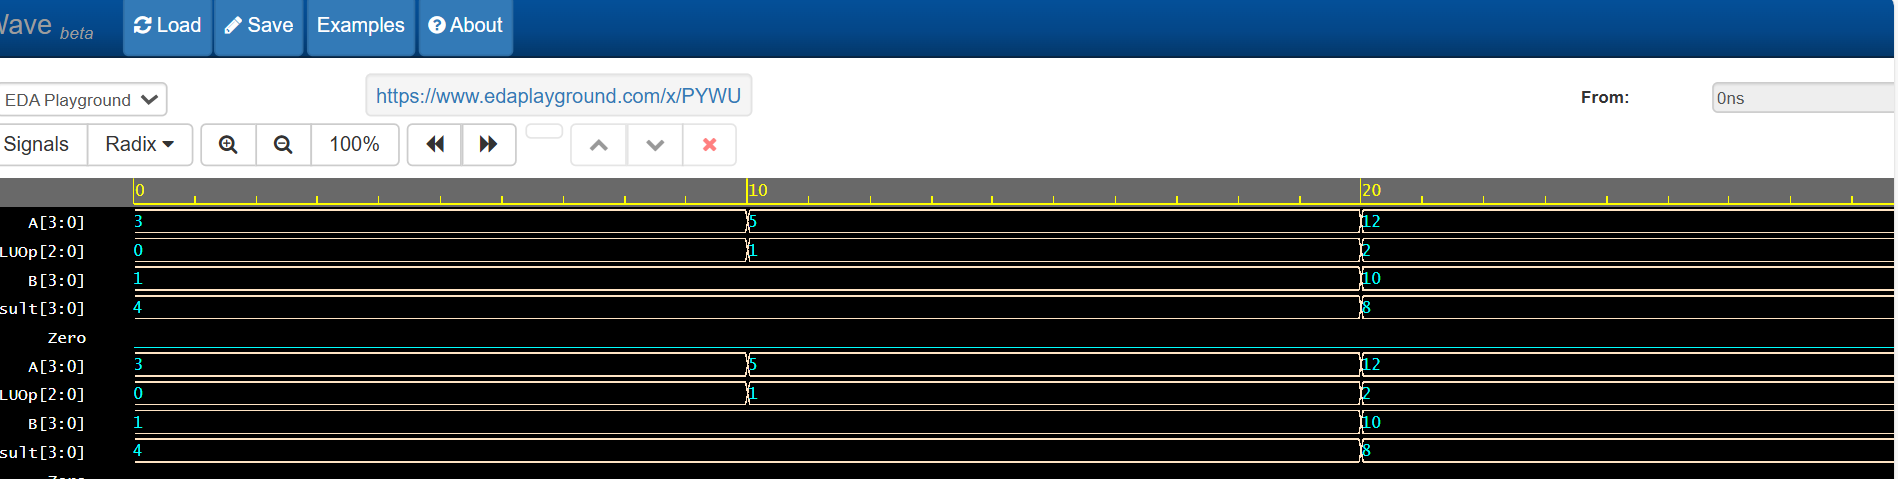 Wave beta Load Save Examples About
EDA Playground https://www.edaplayground.com/x/PYWU From: 0ns
Signals Radix 100%
0 10 20
A[3:0] 3 5 12
LUOp[2:0] 0 1 2
B[3:0] 1 10
sult[3:0] 4 8
Zero
A[3:0] 3 5 12
LUOp[2:0] 0 1 2
B[3:0] 1 10
sult[3:0] 4 8
Zero